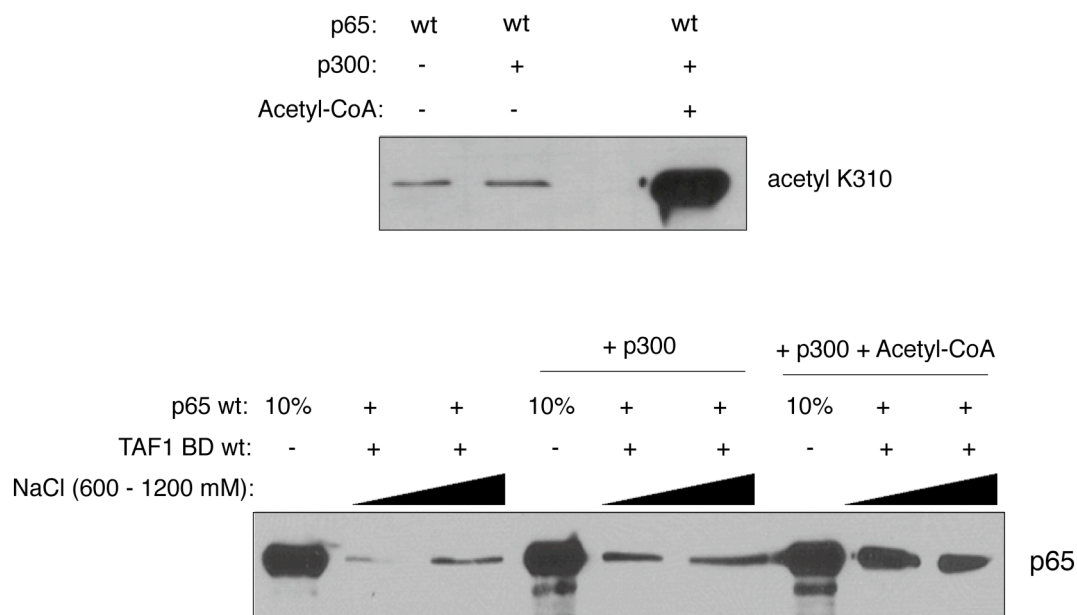 p65: wt wt wt
p300: - + +
Acetyl-CoA: - - +
acetyl K310
+ p300 + p300 + Acetyl-CoA
p65 wt: 10% + + 10% + + 10% + +
TAF1 BD wt: - + + - + + - + +
NaCl (600 - 1200 mM):
p65